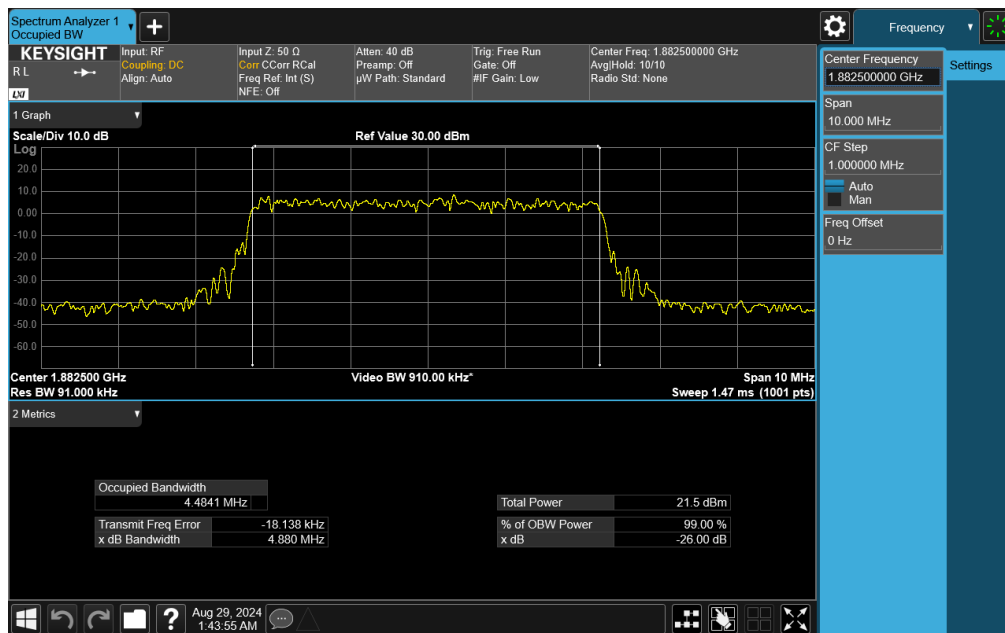 Spectrum Analyzer 1
Occupied BW
Frequency
KEYSIGHT
R L
LXI
Input: RF
Coupling: DC
Align: Auto
Input Z: 50 Ω
Corr CCorr RCal
Freq Ref: Int (S)
NFE: Off
Atten: 40 dB
Preamp: Off
µW Path: Standard
Trig: Free Run
Gate: Off
#IF Gain: Low
Center Freq: 1.882500000 GHz
Avg|Hold: 10/10
Radio Std: None
Center Frequency
1.882500000 GHz
Settings
Span
10.000 MHz
CF Step
1.000000 MHz
Auto
Man
Freq Offset
0 Hz
1 Graph
Scale/Div 10.0 dB
Ref Value 30.00 dBm
Log
20.0
10.0
0.00
-10.0
-20.0
-30.0
-40.0
-50.0
-60.0
Center 1.882500 GHz
Video BW 910.00 kHz*
Span 10 MHz
Res BW 91.000 kHz
Sweep 1.47 ms (1001 pts)
2 Metrics
Occupied Bandwidth
4.4841 MHz
Total Power 21.5 dBm
Transmit Freq Error -18.138 kHz
% of OBW Power 99.00 %
x dB Bandwidth 4.880 MHz
x dB -26.00 dB
Aug 29, 2024
1:43:55 AM